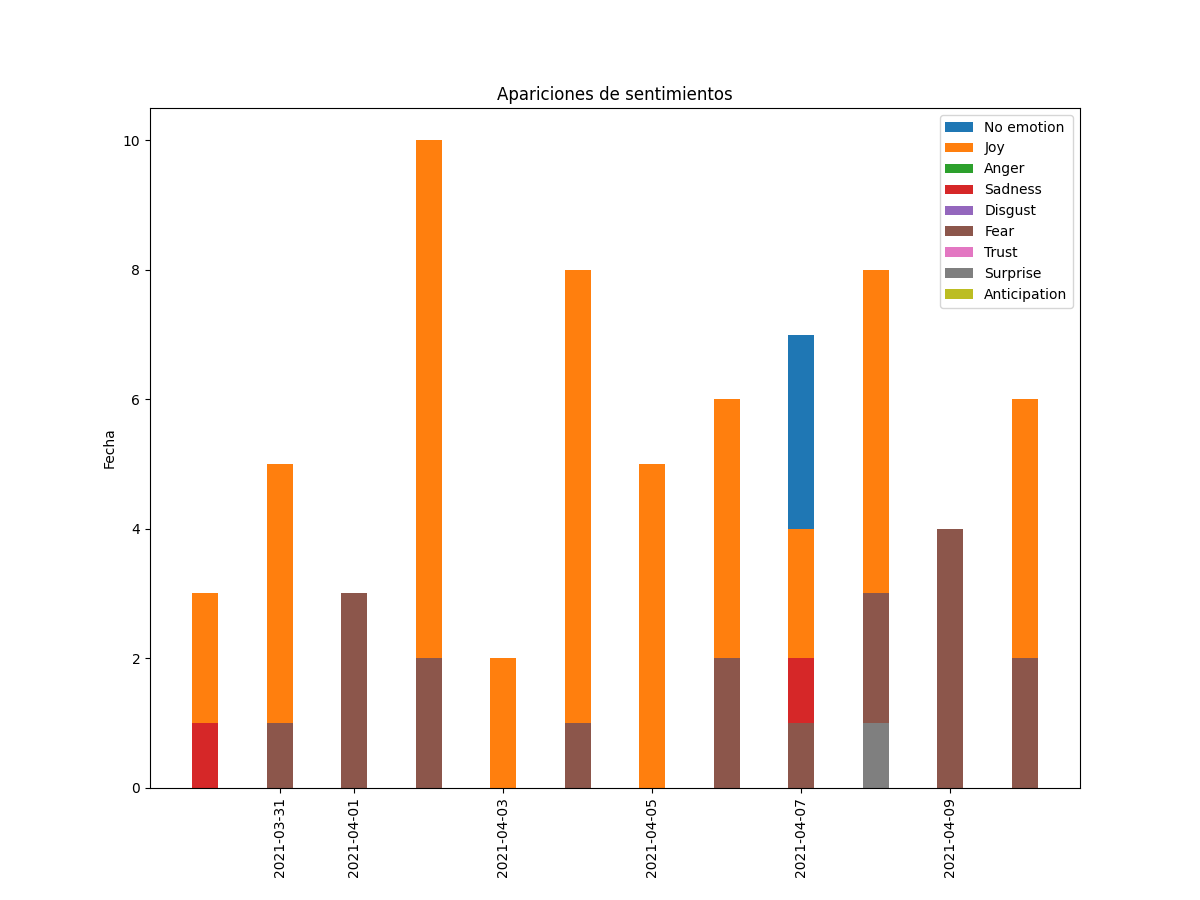 Apariciones de sentimientos
No emotion
Joy
Anger
Sadness
Disgust
Fear
Trust
Surprise
Anticipation
Fecha
10
8
6
4
2
0
2021-03-31
2021-04-01
2021-04-03
2021-04-05
2021-04-07
2021-04-09